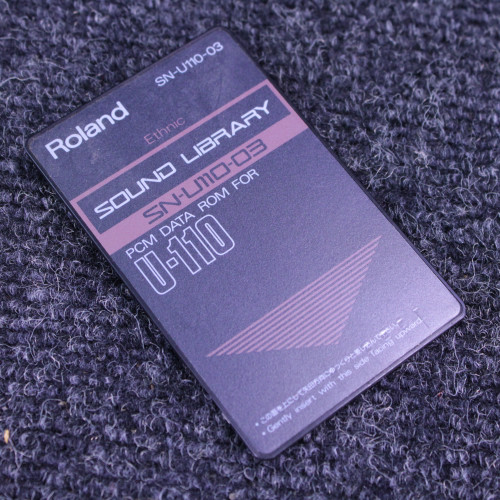 Roland
SN-U110-03
Ethnic
SOUND LIBRARY
SN-U110-03
PCM DATA ROM FOR
U-110
• Gently insert with this side facing upward.